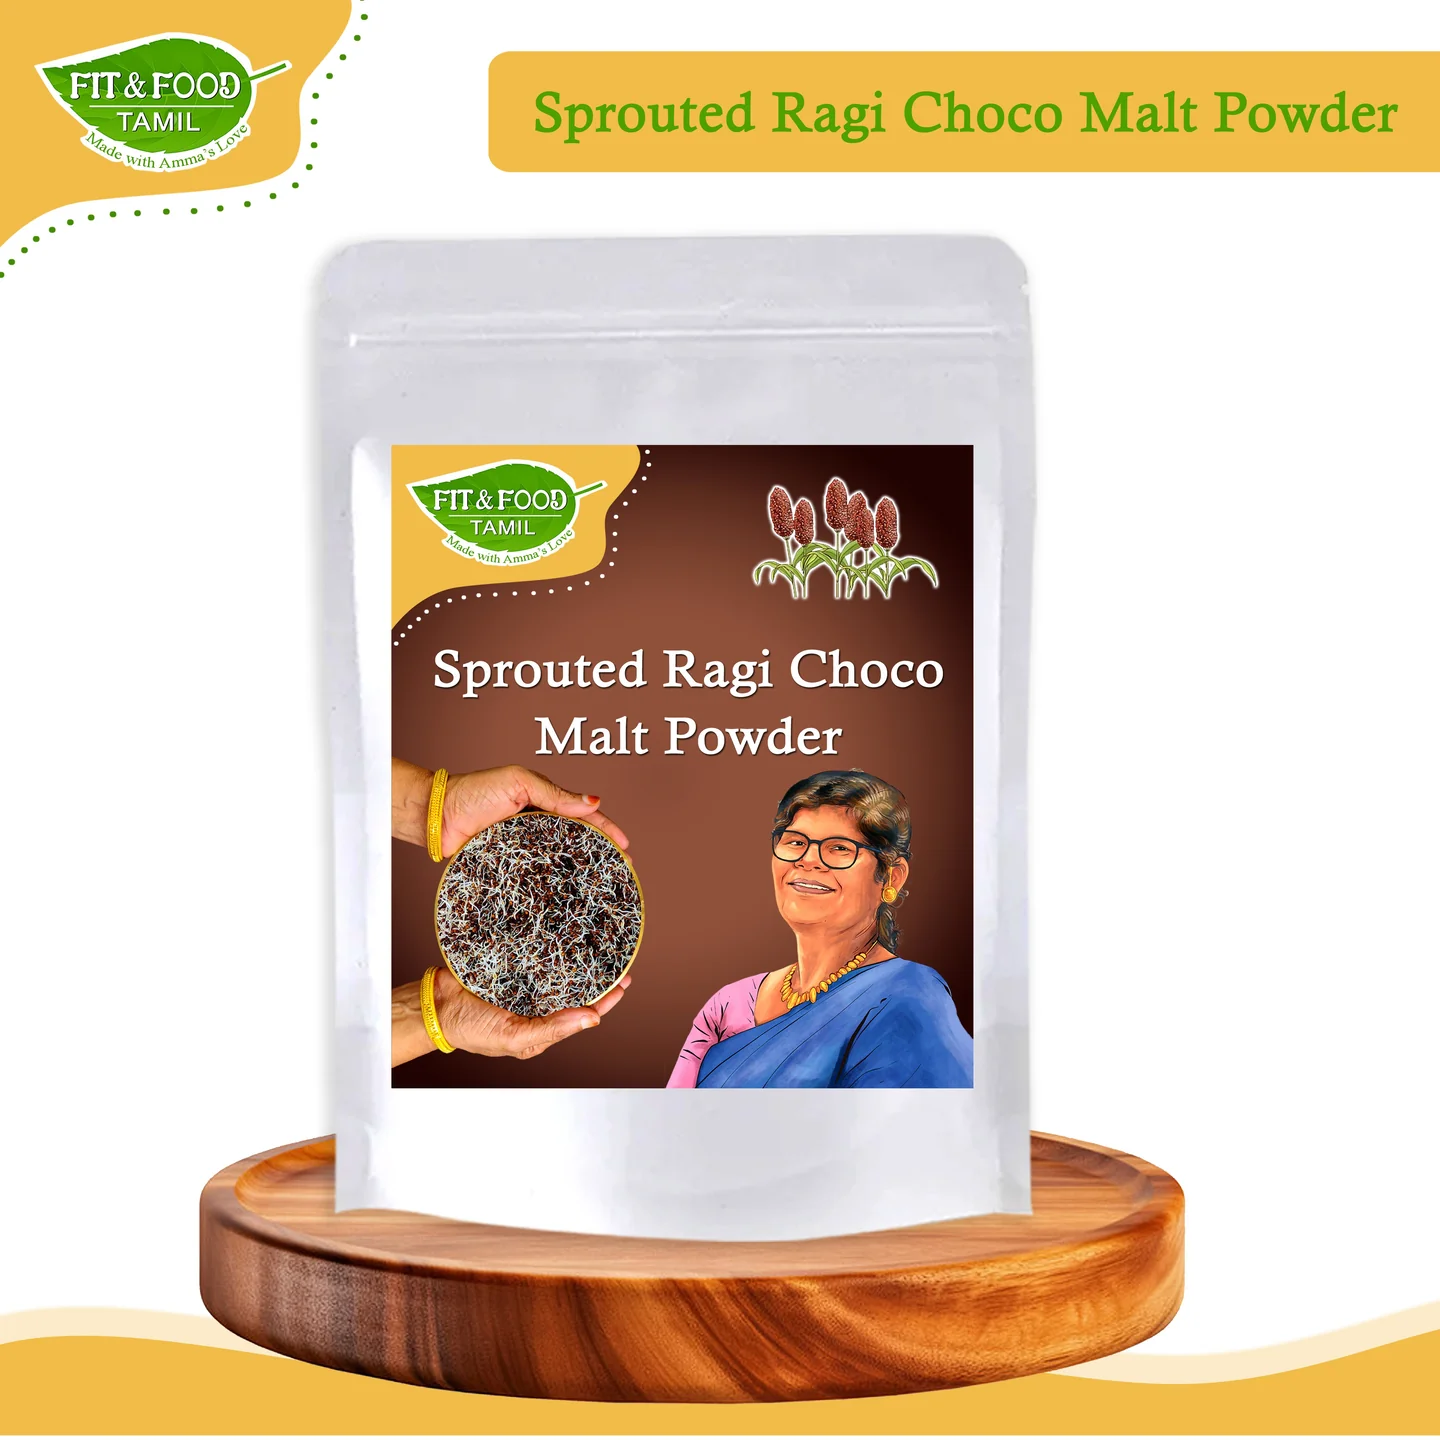 FIT & FOOD
TAMIL
Made with Amma's Love
Sprouted Ragi Choco Malt Powder
FIT & FOOD
TAMIL
Made with Amma's Love
Sprouted Ragi Choco
Malt Powder